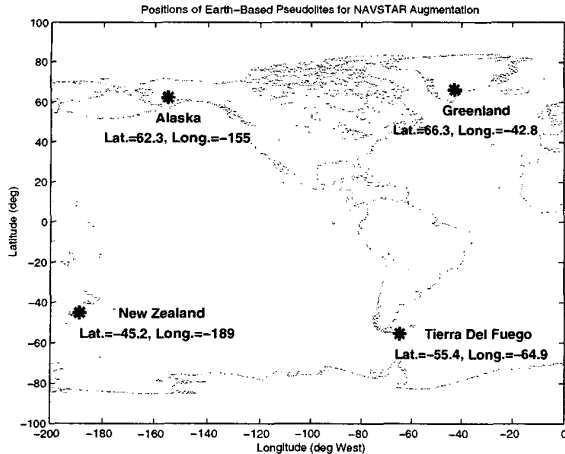 Positions of Earth-Based Pseudolites for NAVSTAR Augmentation
100
80
60
40
20
0
-20
-40
-60
-80
-100
Latitude (deg)
Alaska
Lat.=62.3, Long.=-155
Greenland
Lat.=66.3, Long.=-42.8
New Zealand
Lat.=-45.2, Long.=-189
Tierra Del Fuego
Lat.=-55.4, Long.=-64.9
-200 -180 -160 -140 -120 -100 -80 -60 -40 -20 0
Longitude (deg West)